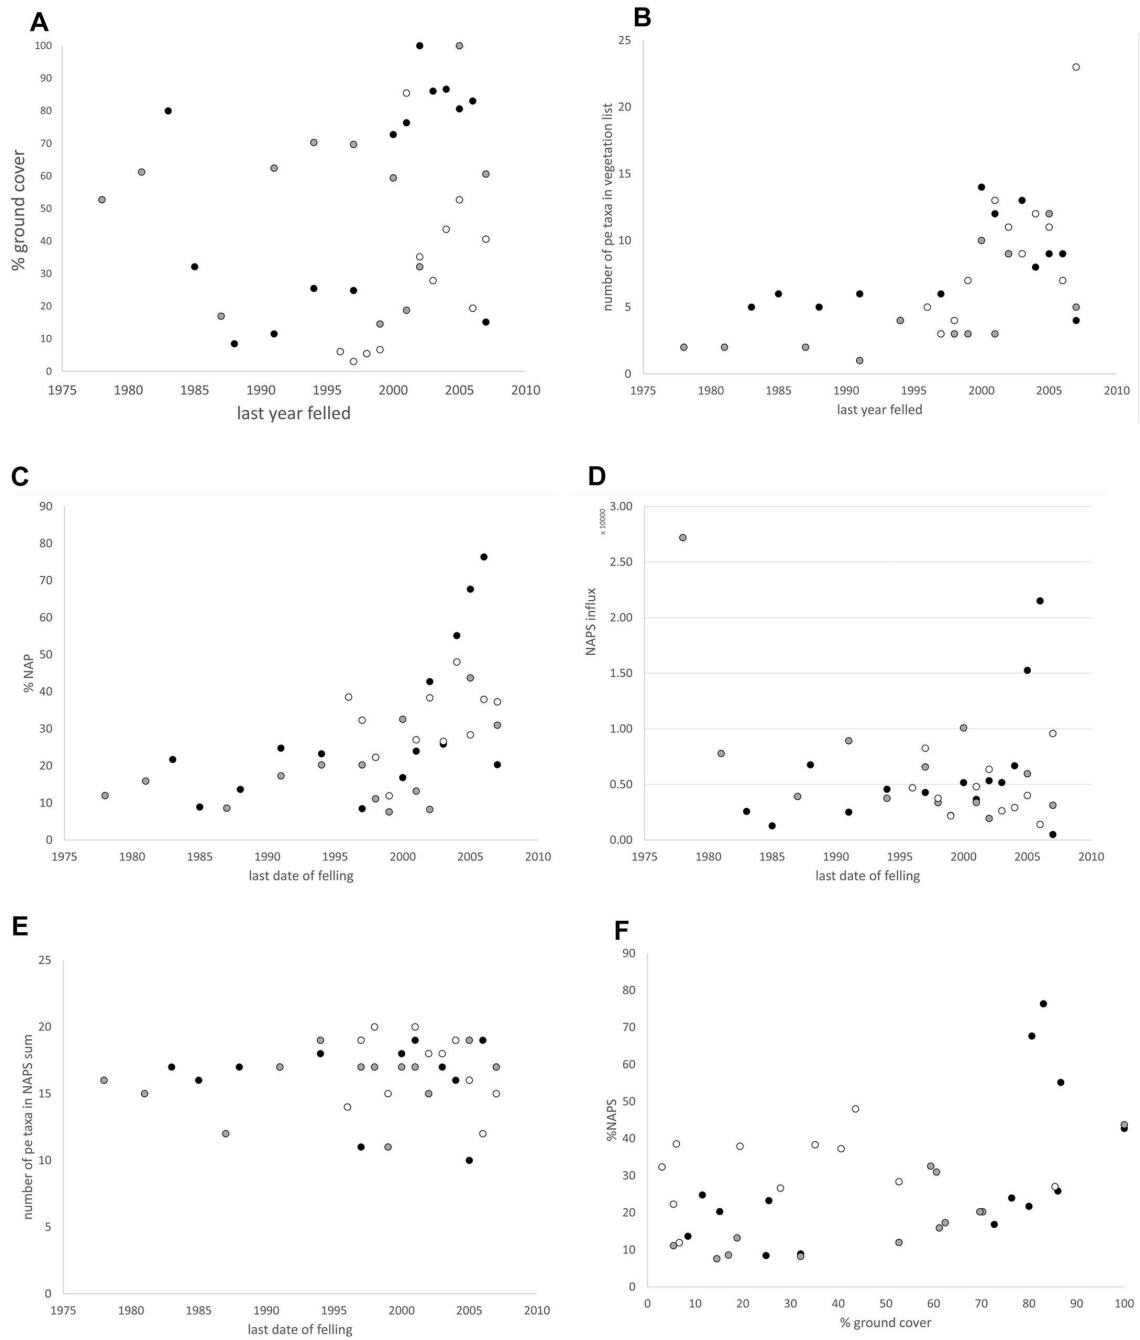 A
% ground cover
100
90
80
70
60
50
40
30
20
10
0
1975 1980 1985 1990 1995 2000 2005 2010
last year felled
B
number of pe taxa in vegetation list
25
20
15
10
5
0
1975 1980 1985 1990 1995 2000 2005 2010
last year felled
C
% NAP
90
80
70
60
50
40
30
20
10
0
1975 1980 1985 1990 1995 2000 2005 2010
last date of felling
D
NAPS influx
x 10000
3.00
2.50
2.00
1.50
1.00
0.50
0.00
1975 1980 1985 1990 1995 2000 2005 2010
last date of felling
E
number of pe taxa in NAPS sum
25
20
15
10
5
0
1975 1980 1985 1990 1995 2000 2005 2010
last date of felling
F
%NAPS
90
80
70
60
50
40
30
20
10
0
0 10 20 30 40 50 60 70 80 90 100
% ground cover